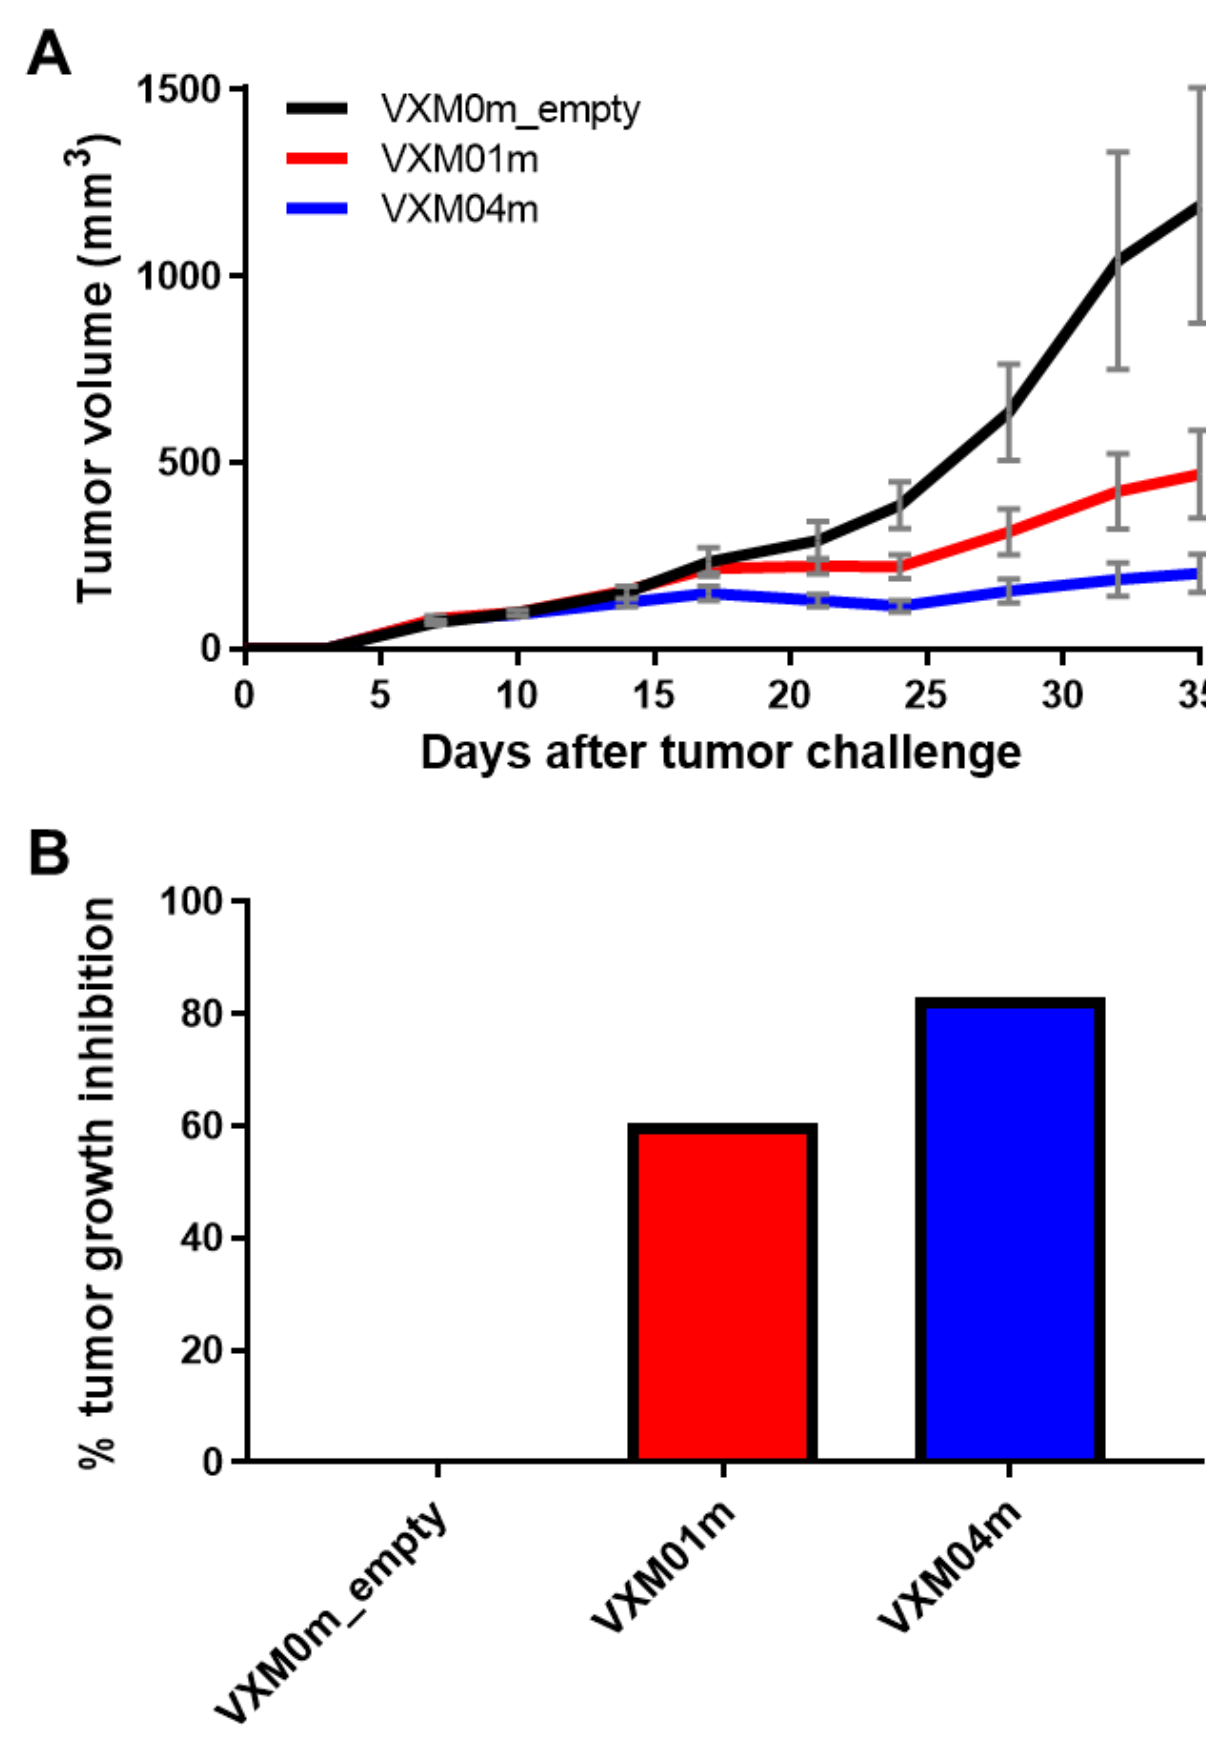 A
Tumor volume (mm³)
1500
1000
500
0
VXM0m_empty
VXM01m
VXM04m
0 5 10 15 20 25 30 35
Days after tumor challenge
B
% tumor growth inhibition
100
80
60
40
20
0
VXM0m_empty
VXM01m
VXM04m